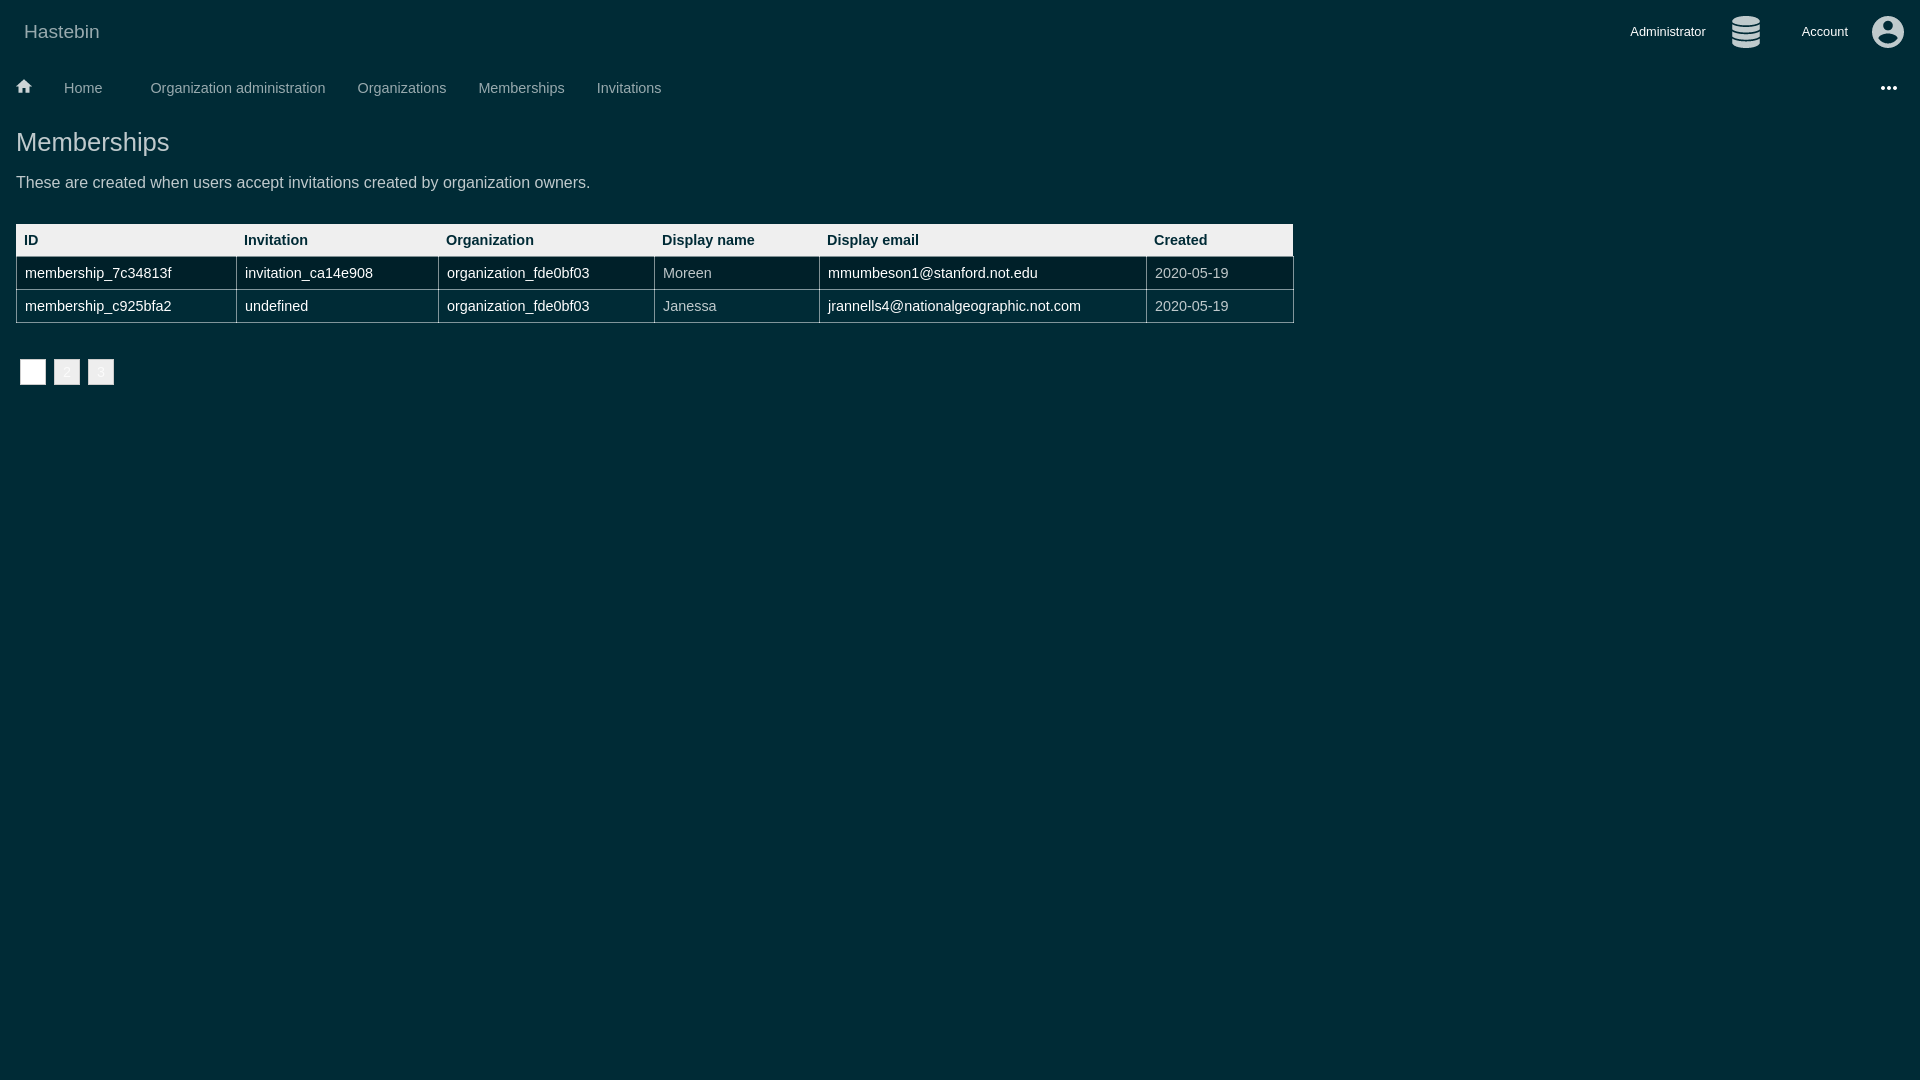 Hastebin
Administrator
Account
Home
Organization administration
Organizations
Memberships
Invitations
Memberships
These are created when users accept invitations created by organization owners.
ID Invitation Organization Display name Display email Created
membership_7c34813f invitation_ca14e908 organization_fde0bf03 Moreen mmumbeson1@stanford.not.edu 2020-05-19
membership_c925bfa2 undefined organization_fde0bf03 Janessa jrannells4@nationalgeographic.not.com 2020-05-19
2 3